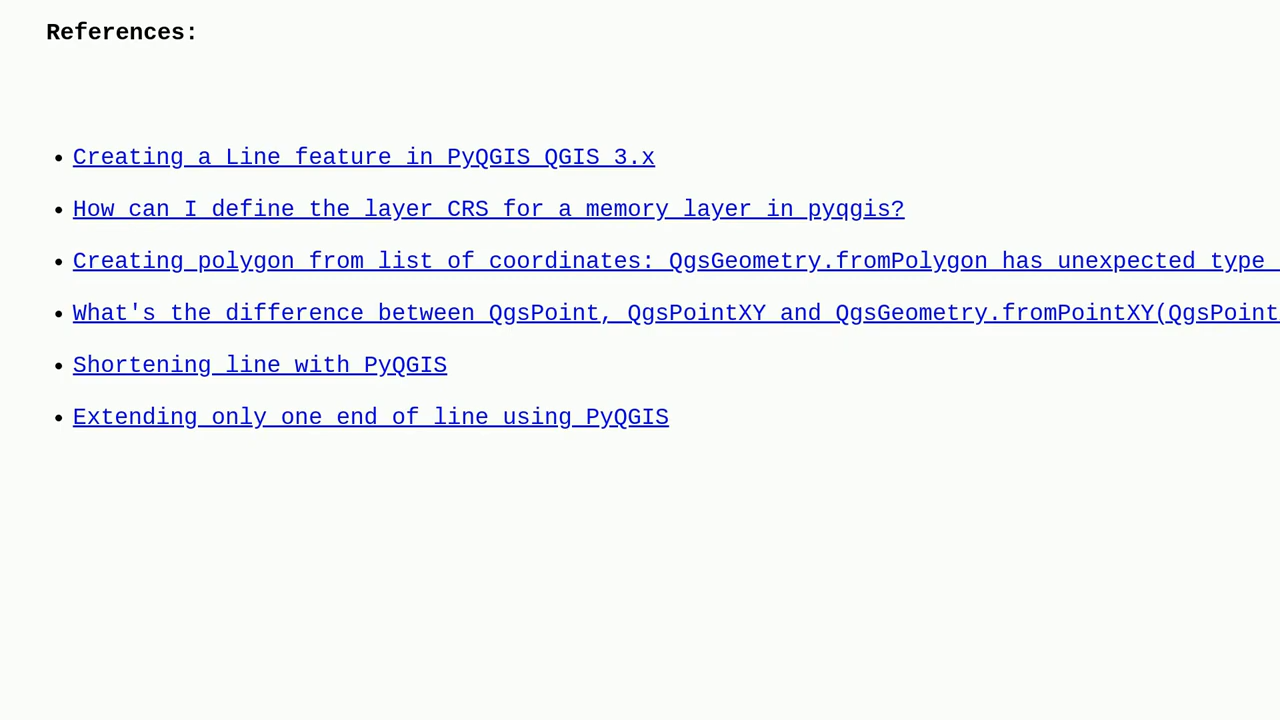 References:
• Creating a Line feature in PyQGIS QGIS 3.x
• How can I define the layer CRS for a memory layer in pyqgis?
• Creating polygon from list of coordinates: QgsGeometry.fromPolygon has unexpected type
• What's the difference between QgsPoint, QgsPointXY and QgsGeometry.fromPointXY(QgsPoint
• Shortening line with PyQGIS
• Extending only one end of line using PyQGIS